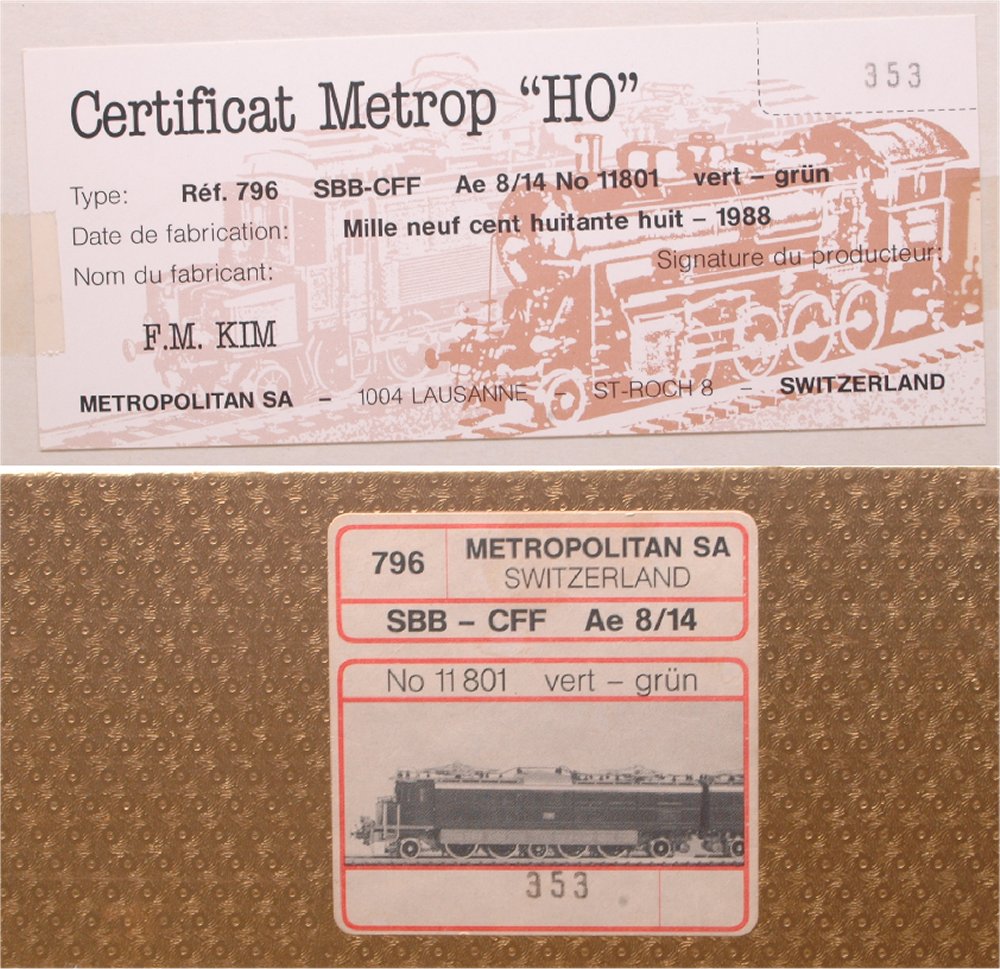 353
Certificat Metrop “HO”
Type: Réf. 796 SBB-CFF Ae 8/14 No 11801 vert – grün
Date de fabrication: Mille neuf cent huitante huit – 1988
Nom du fabricant: Signature du producteur:
F.M. KIM
METROPOLITAN SA – 1004 LAUSANNE – ST-ROCH 8 – SWITZERLAND
796 METROPOLITAN SA
SWITZERLAND
SBB – CFF Ae 8/14
No 11801 vert – grün
353